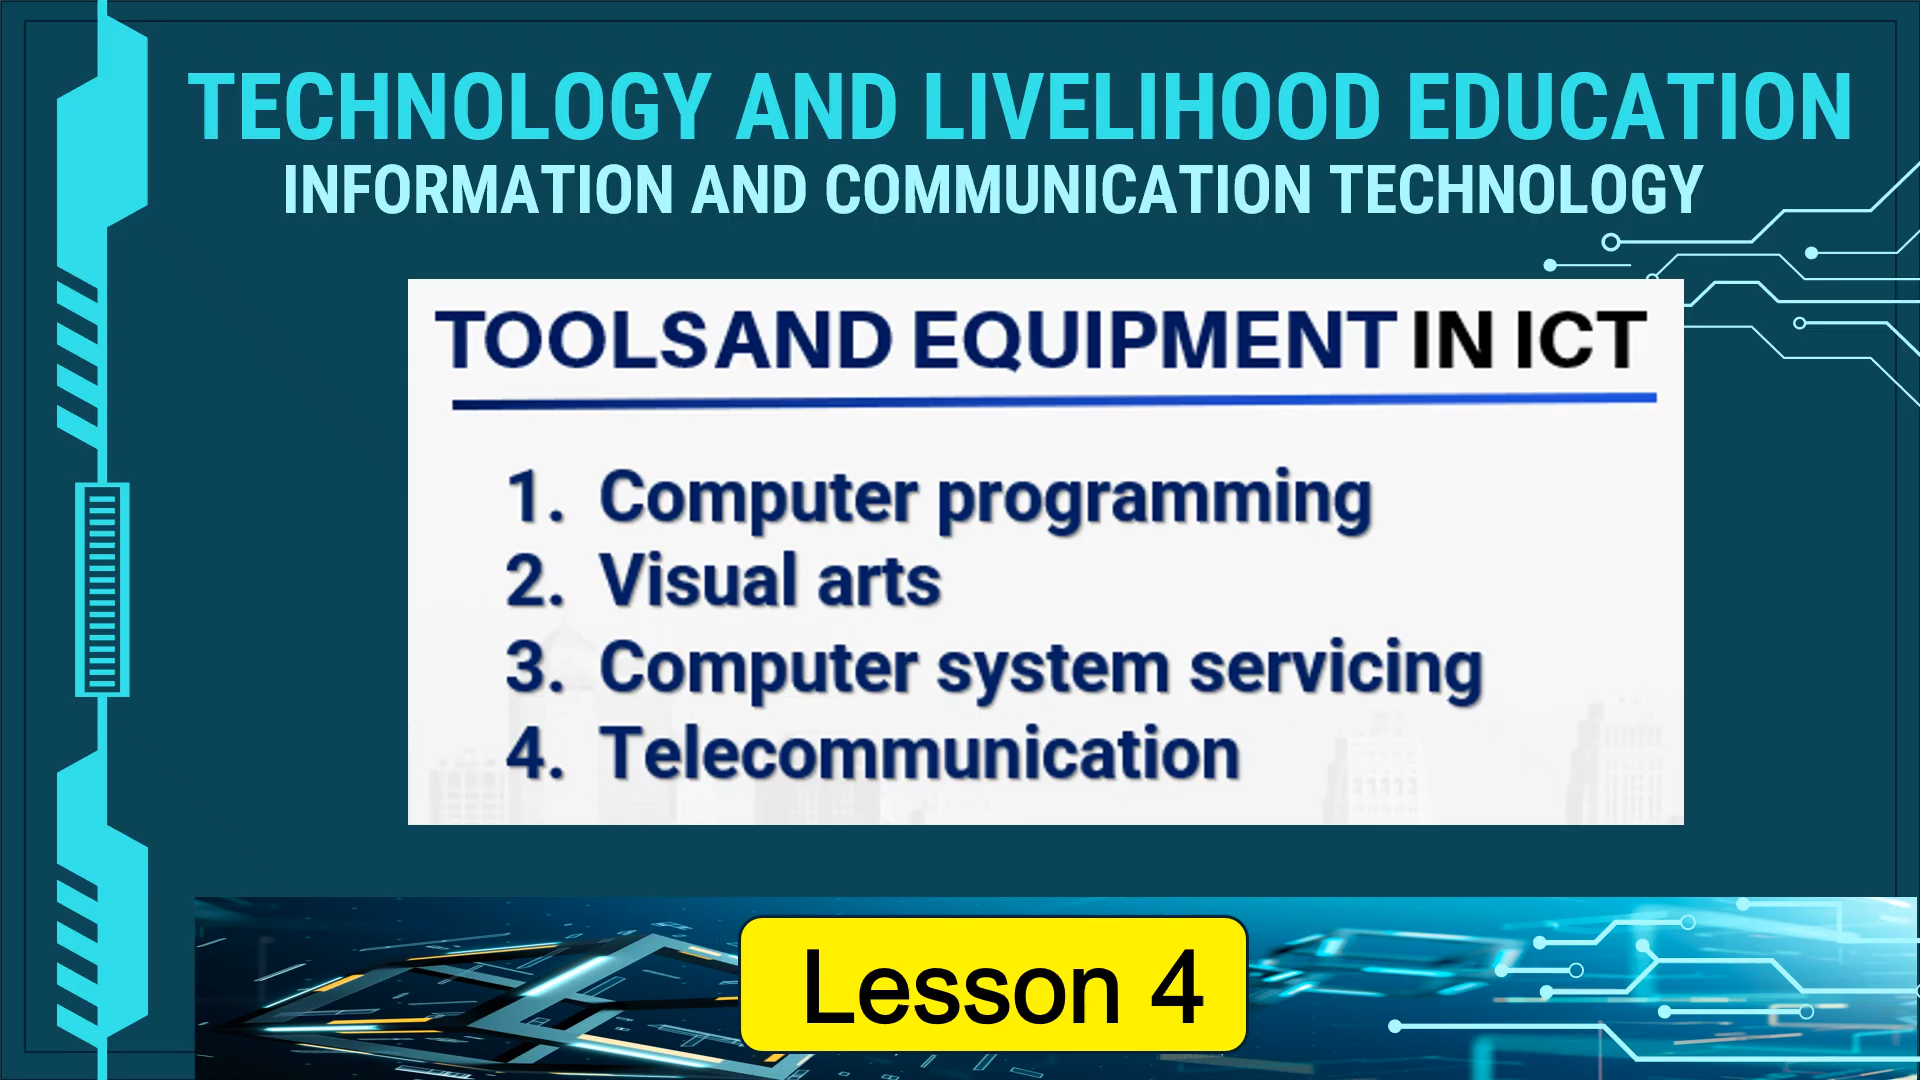 TECHNOLOGY AND LIVELIHOOD EDUCATION
INFORMATION AND COMMUNICATION TECHNOLOGY
TOOLS AND EQUIPMENT IN ICT
1. Computer programming
2. Visual arts
3. Computer system servicing
4. Telecommunication
Lesson 4